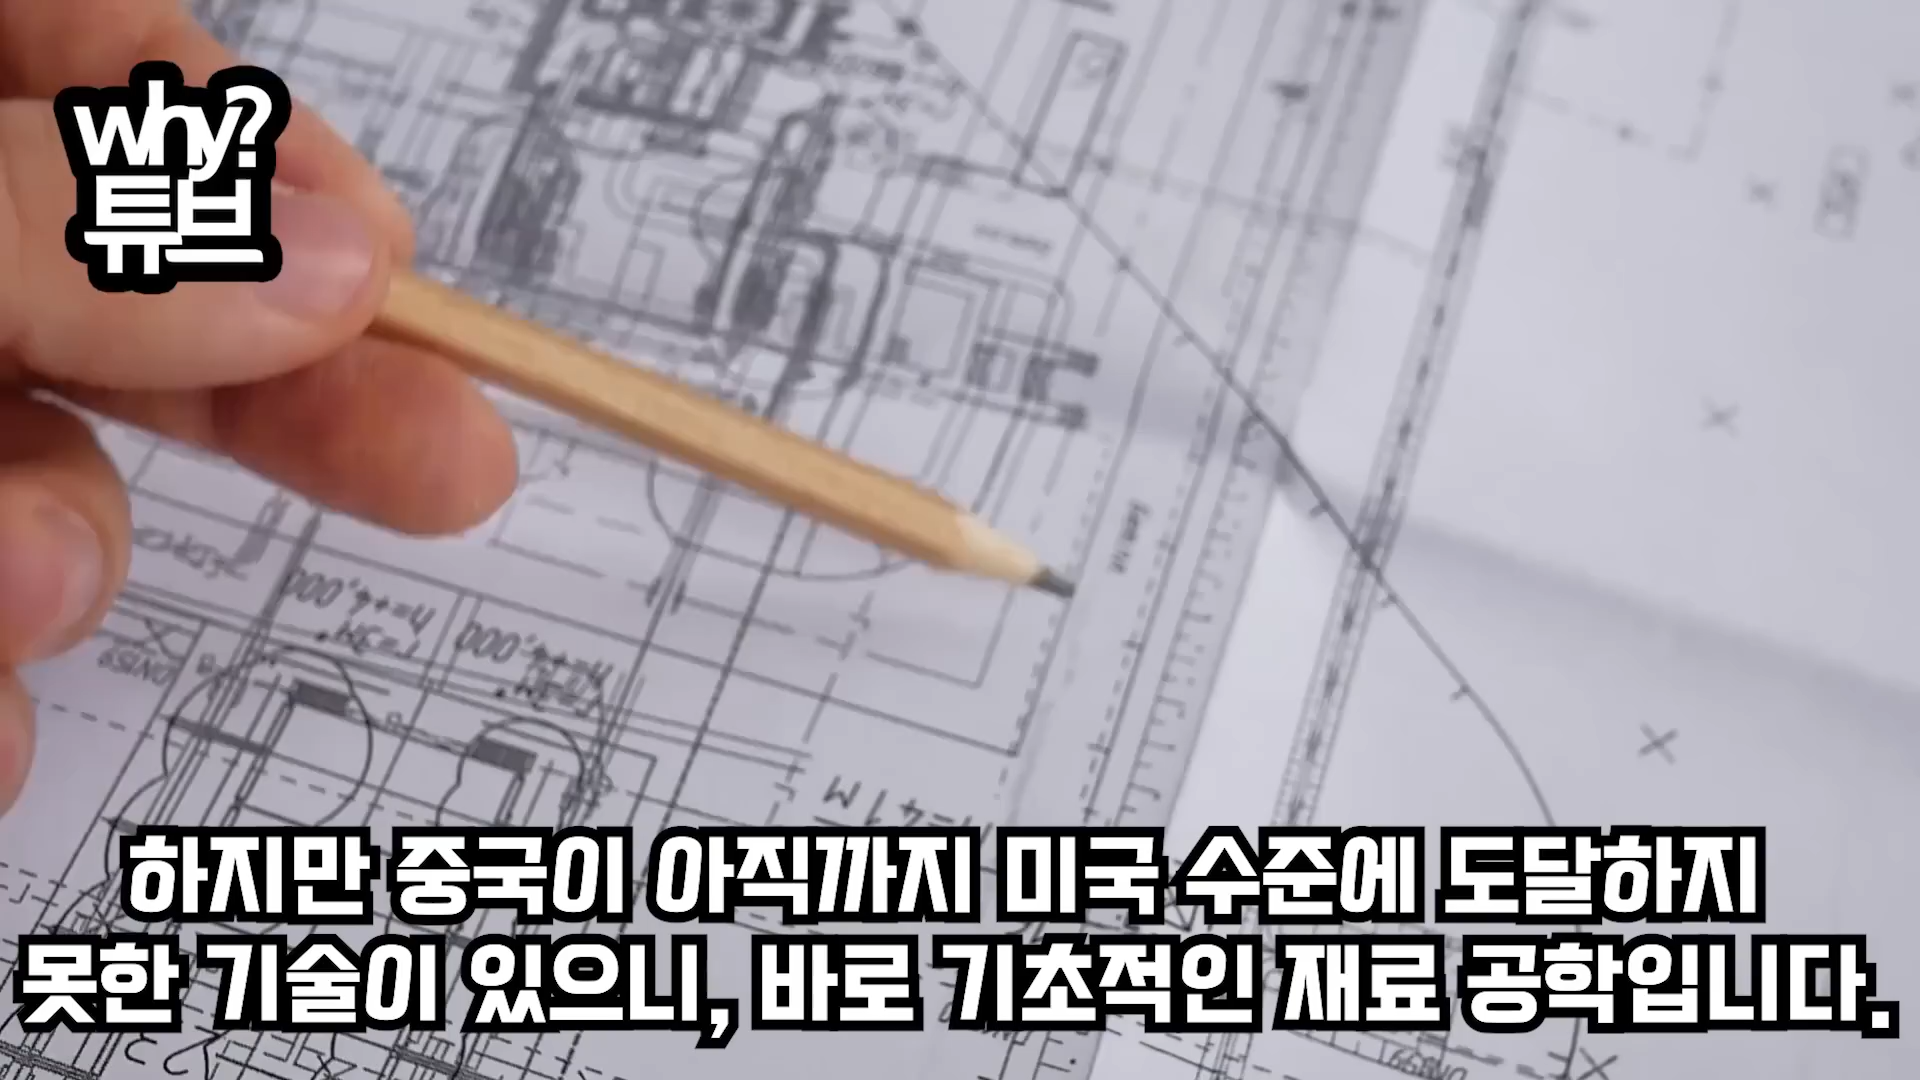 why?
튜브
하지만 중국이 아직까지 미국 수준에 도달하지
못한 기술이 있으니, 바로 기초적인 재료 공학입니다.